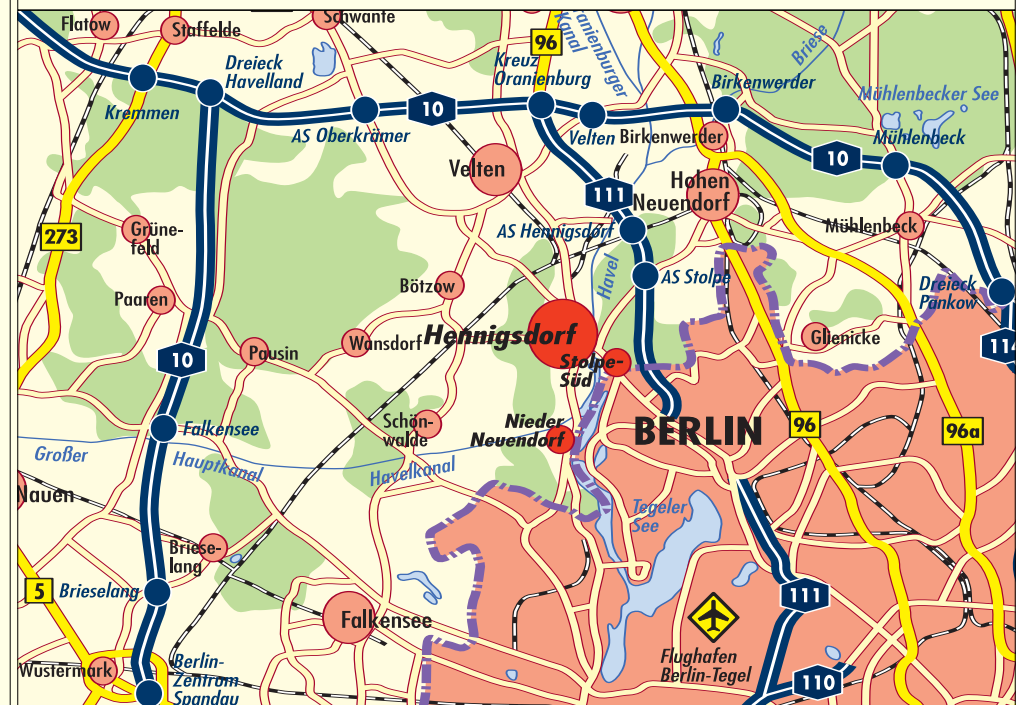 Flatow
Staffelde
Schwante
96
Kreuz
Oranienburg
Oranienburger
Kanal
Briese
Dreieck
Havelland
Kremmen
AS Oberkrämer
10
Velten
Birkenwerder
Birkenwerder
Mühlenbecker See
Mühlenbeck
10
Velten
111
Hohen
Neuendorf
Mühlenbeck
273
Grüne-
feld
AS Hennigsdorf
Havel
AS Stolpe
Dreieck
Pankow
Paaren
Bötzow
10
Pausin
Wansdorf
Hennigsdorf
Glienicke
114
Stolpe-
Süd
Falkensee
Schön-
walde
Nieder
Neuendorf
BERLIN
96
96a
Großer
Hauptkanal
Havelkanal
Nauen
Tegeler
See
Briese-
lang
5
Brieselang
111
Falkensee
Flughafen
Berlin-Tegel
Wustermark
Berlin-
Zentrom
Spandau
110